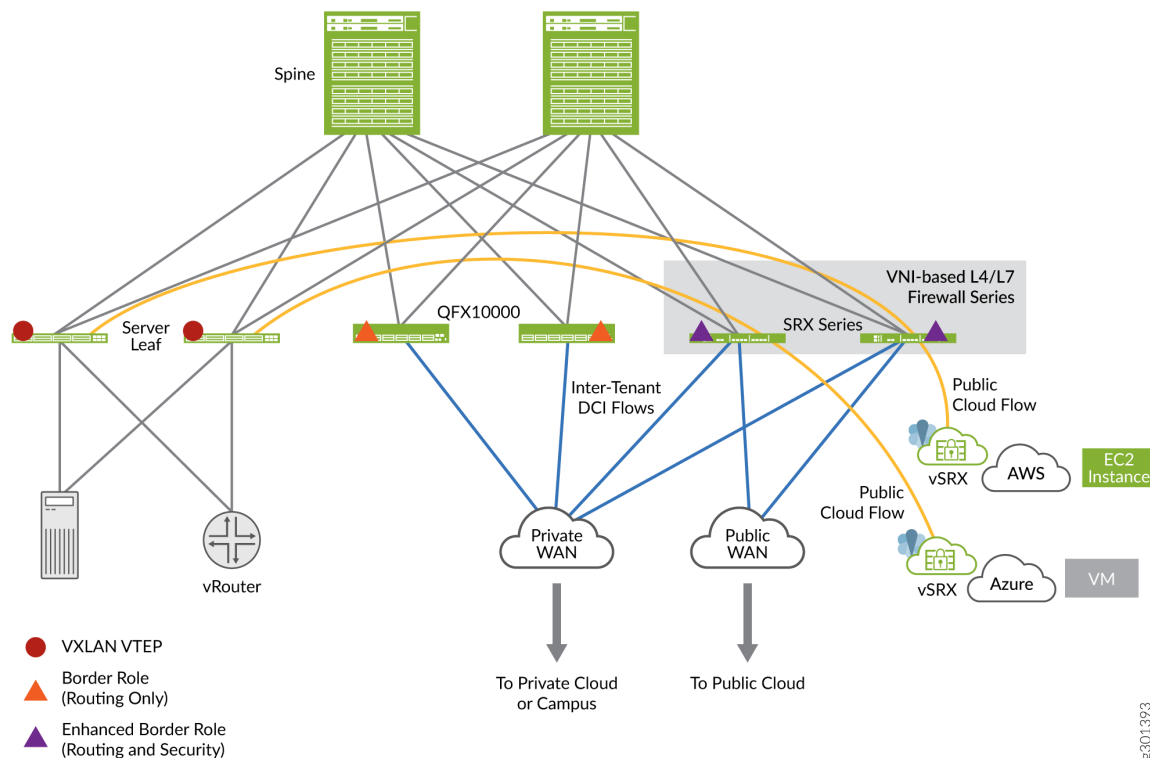 Spine
VNI-based L4/L7
Firewall Series
QFX10000
SRX Series
Server
Leaf
Inter-Tenant
DCI Flows
Public
Cloud Flow
vSRX
AWS
EC2
Instance
Public
Cloud Flow
Private
WAN
Public
WAN
vSRX
Azure
VM
vRouter
VXLAN VTEP
Border Role
(Routing Only)
Enhanced Border Role
(Routing and Security)
To Private Cloud
or Campus
To Public Cloud
g301393